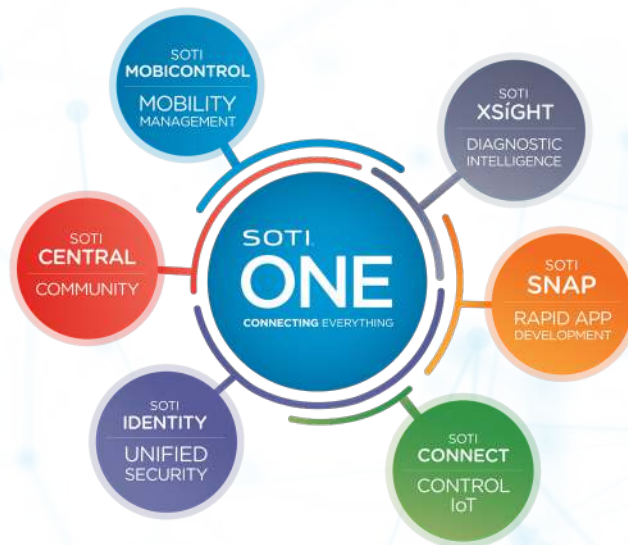 SOTI
MOBICONTROL
MOBILITY
MANAGEMENT
SOTI
XSíGHT
DIAGNOSTIC
INTELLIGENCE
SOTI
CENTRAL
COMMUNITY
SOTI
ONE
CONNECTING EVERYTHING
SOTI
SNAP
RAPID APP
DEVELOPMENT
SOTI
IDENTITY
UNIFIED
SECURITY
SOTI
CONNECT
CONTROL
IoT